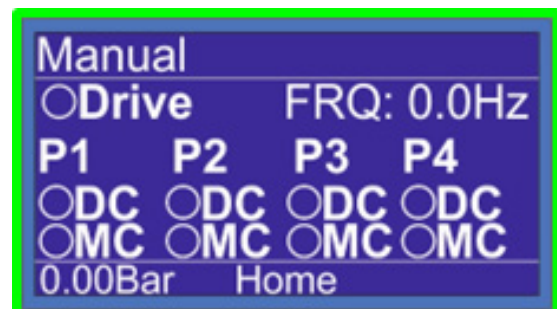 Manual
○Drive FRQ: 0.0Hz
P1 P2 P3 P4
○DC ○DC ○DC ○DC
○MC ○MC ○MC ○MC
0.00Bar Home